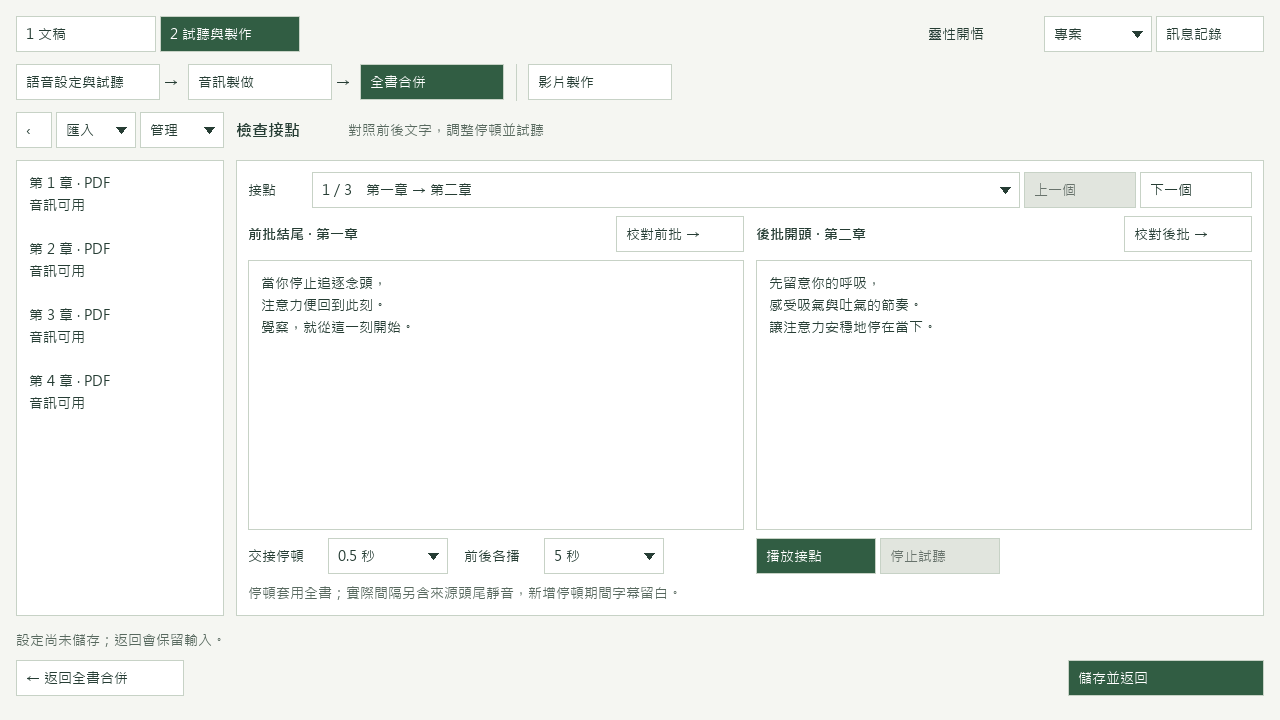 1 文稿
2 試聽與製作
靈性開悟
專案
訊息記錄
語音設定與試聽
→
音訊製做
→
全書合併
影片製作
‹
匯入
管理
檢查接點
對照前後文字，調整停頓並試聽
第 1 章 · PDF
音訊可用
第 2 章 · PDF
音訊可用
第 3 章 · PDF
音訊可用
第 4 章 · PDF
音訊可用
接點
1 / 3 第一章 → 第二章
上一個
下一個
前批結尾 · 第一章
校對前批 →
後批開頭 · 第二章
校對後批 →
當你停止追逐念頭，
注意力便回到此刻。
覺察，就從這一刻開始。
先留意你的呼吸，
感受吸氣與吐氣的節奏。
讓注意力安穩地停在當下。
交接停頓
0.5 秒
前後各播
5 秒
播放接點
停止試聽
停頓套用全書；實際間隔另含來源頭尾靜音，新增停頓期間字幕留白。
設定尚未儲存；返回會保留輸入。
← 返回全書合併
儲存並返回